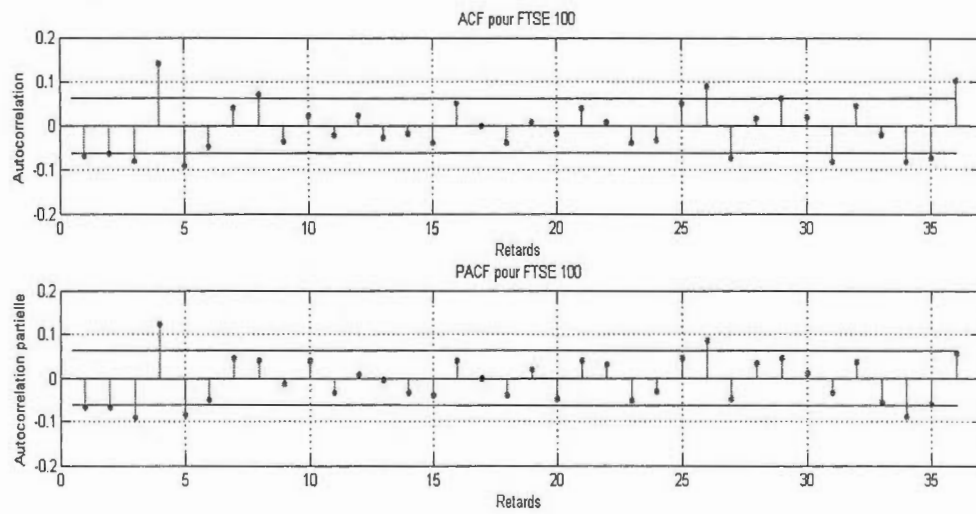 ACF pour FTSE 100
0.2
0.1
0
-0.1
-0.2
Autocorrelation
0 5 10 15 20 25 30 35
Retards
PACF pour FTSE 100
0.2
0.1
0
-0.1
-0.2
Autocorrelation partielle
0 5 10 15 20 25 30 35
Retards